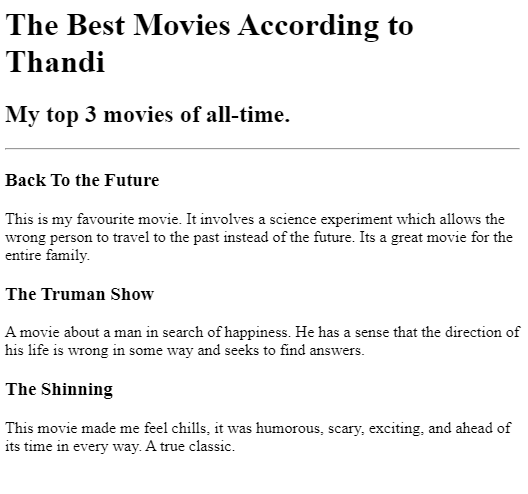 The Best Movies According to
Thandi
My top 3 movies of all-time.
Back To the Future
This is my favourite movie. It involves a science experiment which allows the
wrong person to travel to the past instead of the future. Its a great movie for the
entire family.
The Truman Show
A movie about a man in search of happiness. He has a sense that the direction of
his life is wrong in some way and seeks to find answers.
The Shinning
This movie made me feel chills, it was humorous, scary, exciting, and ahead of
its time in every way. A true classic.